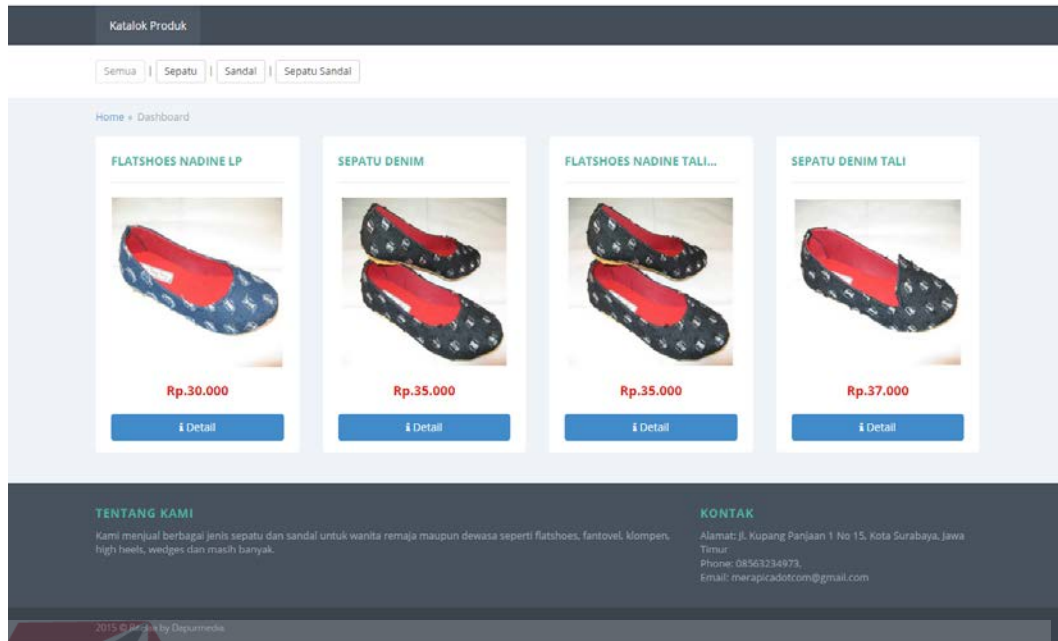 Katalok Produk
Semua | Sepatu | Sandal | Sepatu Sandal
Home » Dashboard
FLATSHOES NADINE LP
SEPATU DENIM
FLATSHOES NADINE TALI...
SEPATU DENIM TALI
Rp.30.000
Rp.35.000
Rp.35.000
Rp.37.000
Detail
Detail
Detail
Detail
TENTANG KAMI
Kami menjual berbagai jenis sepatu dan sandal untuk wanita remaja maupun dewasa seperti flatshoes, fantovel, klompen,
high heels, wedges dan masih banyak.
KONTAK
Alamat: Jl. Kupang Panjaan 1 No 15, Kota Surabaya, Jawa
Timur
Phone: 08563234973,
Email: merapicadotcom@gmail.com
2015 © by Dapurmedia